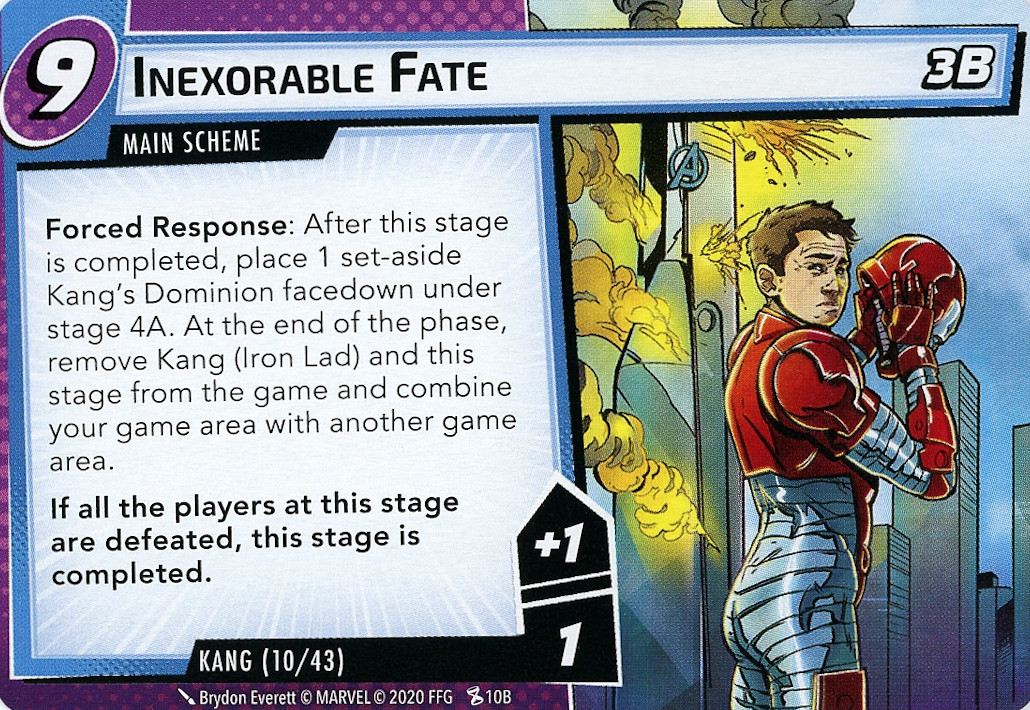 9
INEXORABLE FATE
3B
MAIN SCHEME
Forced Response: After this stage
is completed, place 1 set-aside
Kang's Dominion facedown under
stage 4A. At the end of the phase,
remove Kang (Iron Lad) and this
stage from the game and combine
your game area with another game
area.
If all the players at this stage
are defeated, this stage is
completed.
+1
1
KANG (10/43)
Brydon Everett © MARVEL © 2020 FFG 10B